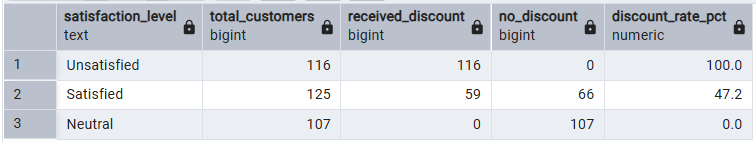 satisfaction_level total_customers received_discount no_discount discount_rate_pct
text bigint bigint bigint numeric
1 Unsatisfied 116 116 0 100.0
2 Satisfied 125 59 66 47.2
3 Neutral 107 0 107 0.0